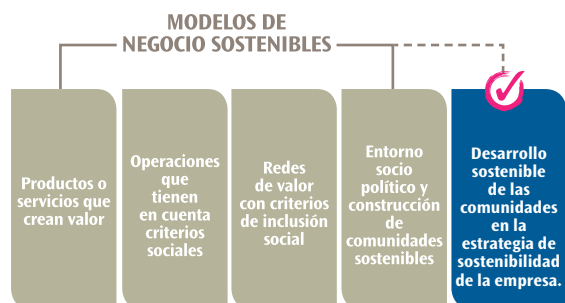 MODELOS DE
NEGOCIO SOSTENIBLES
Productos o
servicios que
crean valor
Operaciones
que
tienen
en cuenta
criterios
sociales
Redes
de valor
con criterios
de inclusión
social
Entorno
socio
político y
construcción
de
comunidades
sostenibles
Desarrollo
sostenible
de las
comunidades
en la
estrategia de
sostenibilidad
de la empresa.